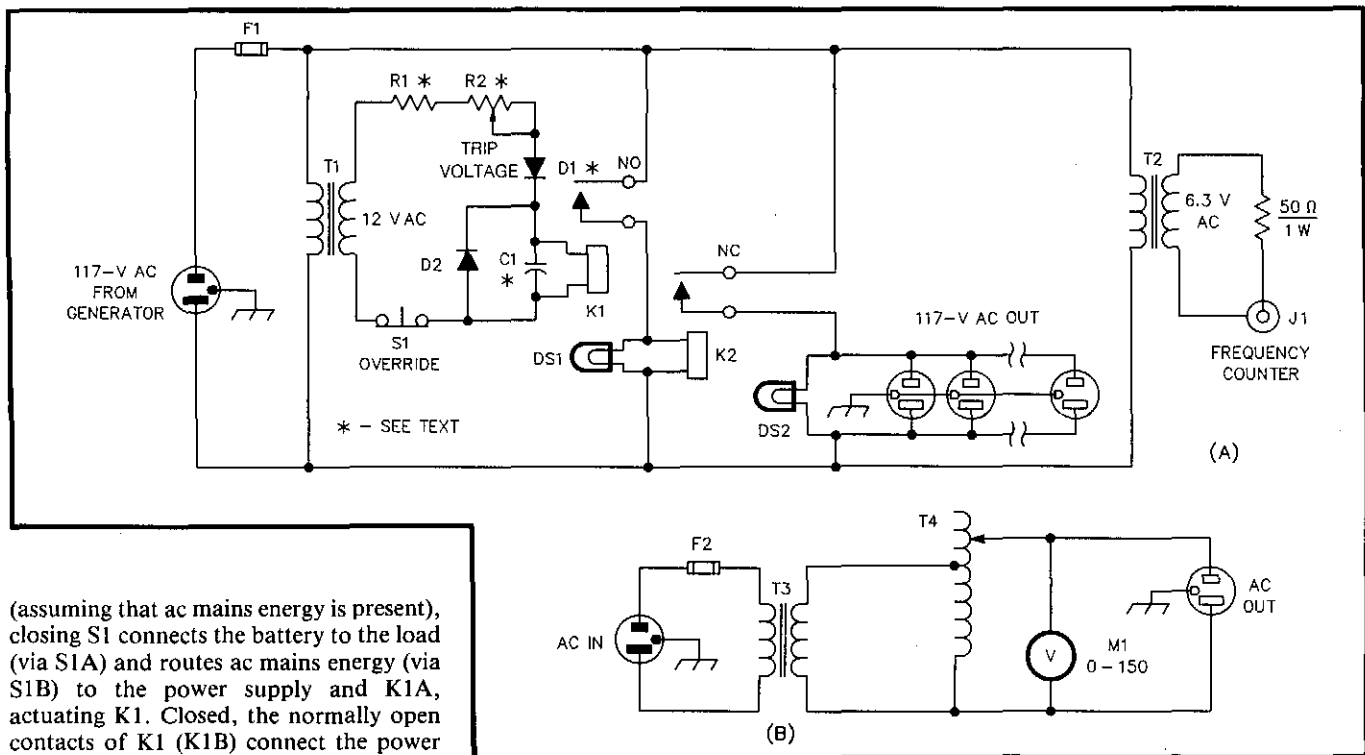 F1
R1 *
R2 *
TRIP
VOLTAGE
D1 *
NO
T1
12 V AC
T2
6.3 V
AC
50 Ω
1 W
NC
D2
C1
*
K1
117-V AC
FROM
GENERATOR
S1
OVERRIDE
DS1
K2
117-V AC OUT
J1
FREQUENCY
COUNTER
DS2
* - SEE TEXT
(A)
T4
F2
T3
AC IN
V
M1
0-150
AC
OUT
(B)
(assuming that ac mains energy is present),
closing S1 connects the battery to the load
(via S1A) and routes ac mains energy (via
S1B) to the power supply and K1A,
actuating K1. Closed, the normally open
contacts of K1 (K1B) connect the power